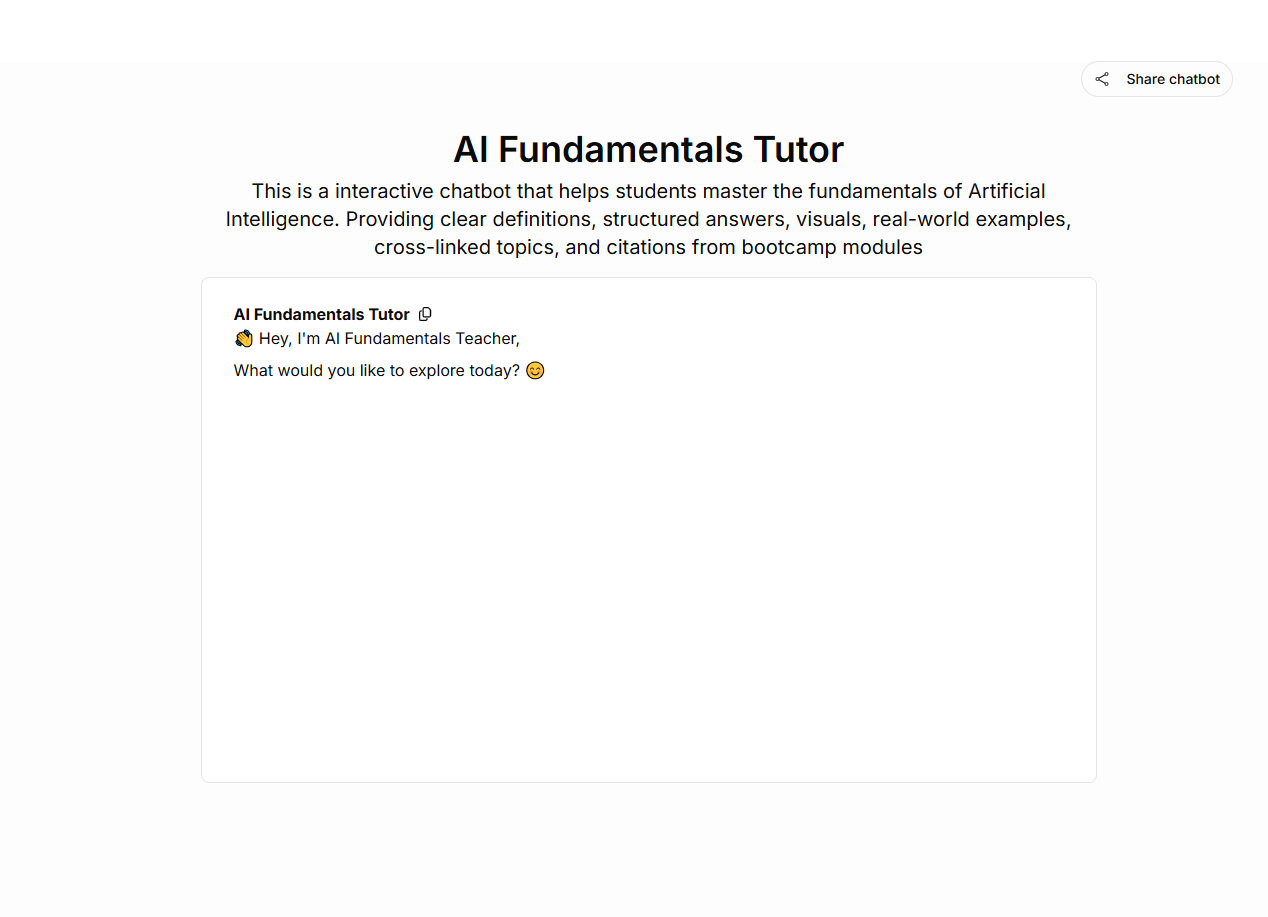 Share chatbot
AI Fundamentals Tutor
This is a interactive chatbot that helps students master the fundamentals of Artificial
Intelligence. Providing clear definitions, structured answers, visuals, real-world examples,
cross-linked topics, and citations from bootcamp modules
AI Fundamentals Tutor
👏 Hey, I'm AI Fundamentals Teacher,
What would you like to explore today? 😊